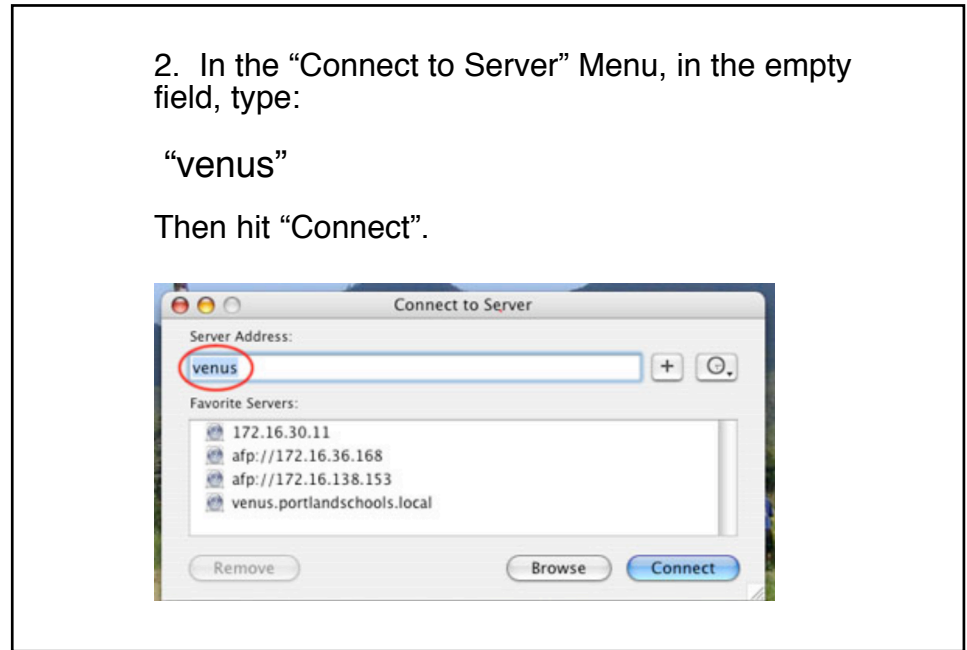 2.  In the “Connect to Server” Menu, in the empty
field, type:
“venus”
Then hit “Connect”.
Connect to Server
Server Address:
venus
+
Favorite Servers:
172.16.30.11
afp://172.16.36.168
afp://172.16.138.153
venus.portlandschools.local
Remove Browse Connect